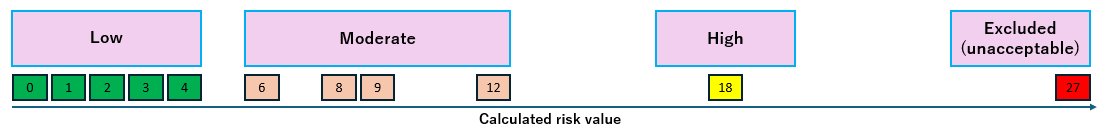 Low
Moderate
High
Excluded
(unacceptable)
0 1 2 3 4 6 8 9 12 18 27
Calculated risk value